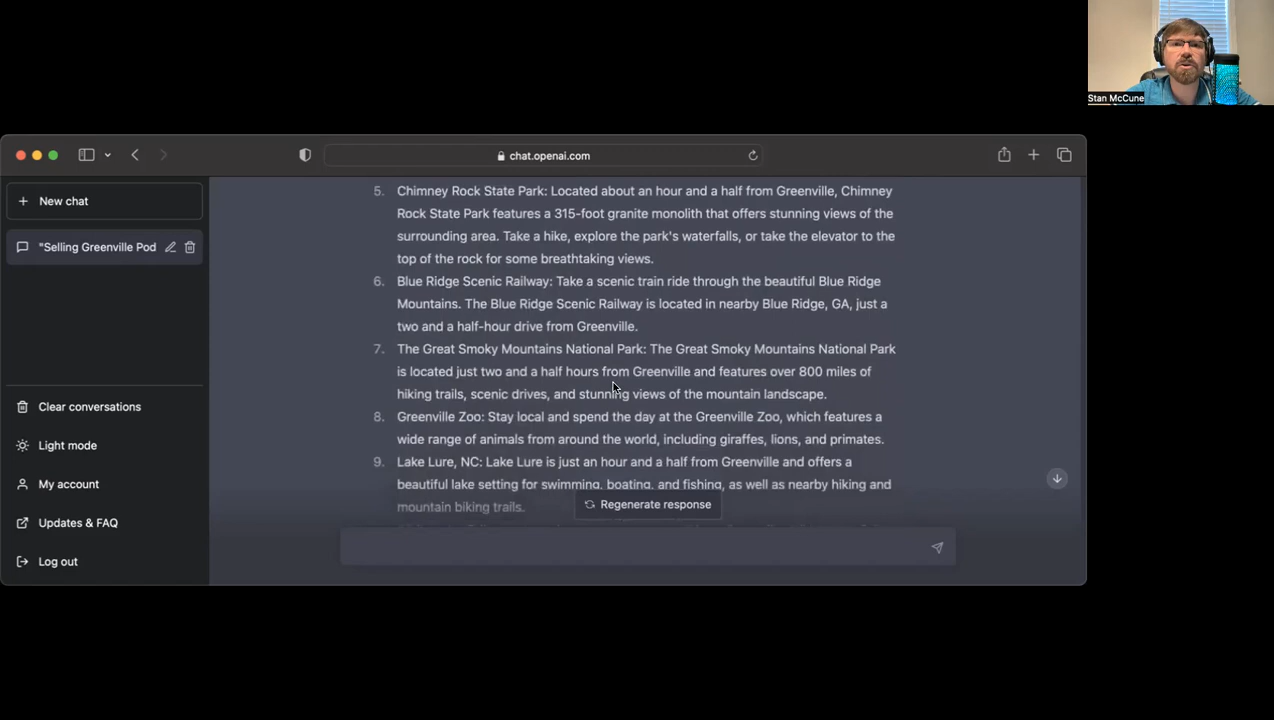 Stan McCune
chat.openai.com
New chat
"Selling Greenville Pod
Clear conversations
Light mode
My account
Updates & FAQ
Log out
5. Chimney Rock State Park: Located about an hour and a half from Greenville, Chimney
Rock State Park features a 315-foot granite monolith that offers stunning views of the
surrounding area. Take a hike, explore the park's waterfalls, or take the elevator to the
top of the rock for some breathtaking views.
6. Blue Ridge Scenic Railway: Take a scenic train ride through the beautiful Blue Ridge
Mountains. The Blue Ridge Scenic Railway is located in nearby Blue Ridge, GA, just a
two and a half-hour drive from Greenville.
7. The Great Smoky Mountains National Park: The Great Smoky Mountains National Park
is located just two and a half hours from Greenville and features over 800 miles of
hiking trails, scenic drives, and stunning views of the mountain landscape.
8. Greenville Zoo: Stay local and spend the day at the Greenville Zoo, which features a
wide range of animals from around the world, including giraffes, lions, and primates.
9. Lake Lure, NC: Lake Lure is just an hour and a half from Greenville and offers a
beautiful lake setting for swimming, boating, and fishing, as well as nearby hiking and
mountain biking trails.
Regenerate response